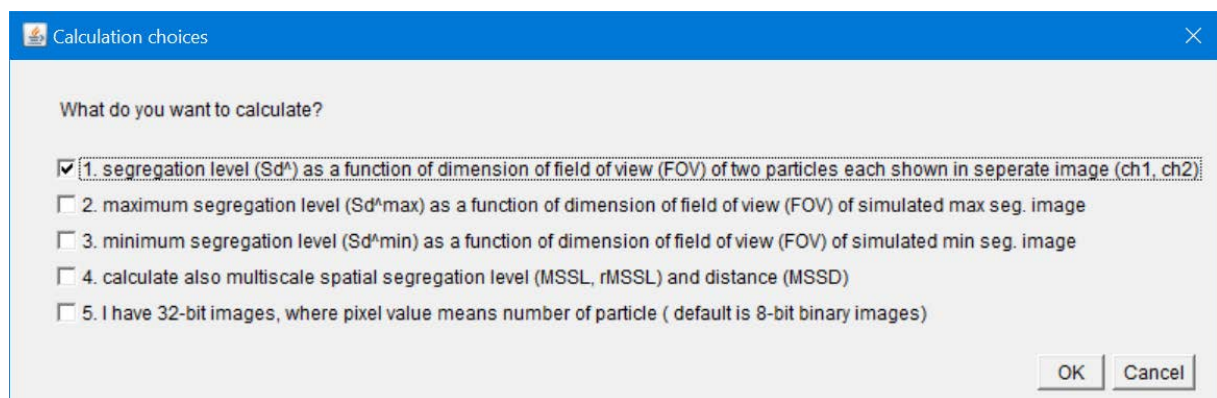 Calculation choices
What do you want to calculate?
1. segregation level (Sd^) as a function of dimension of field of view (FOV) of two particles each shown in seperate image (ch1, ch2)
2. maximum segregation level (Sd^max) as a function of dimension of field of view (FOV) of simulated max seg. image
3. minimum segregation level (Sd^min) as a function of dimension of field of view (FOV) of simulated min seg. image
4. calculate also multiscale spatial segregation level (MSSL, rMSSL) and distance (MSSD)
5. I have 32-bit images, where pixel value means number of particle ( default is 8-bit binary images)
OK Cancel